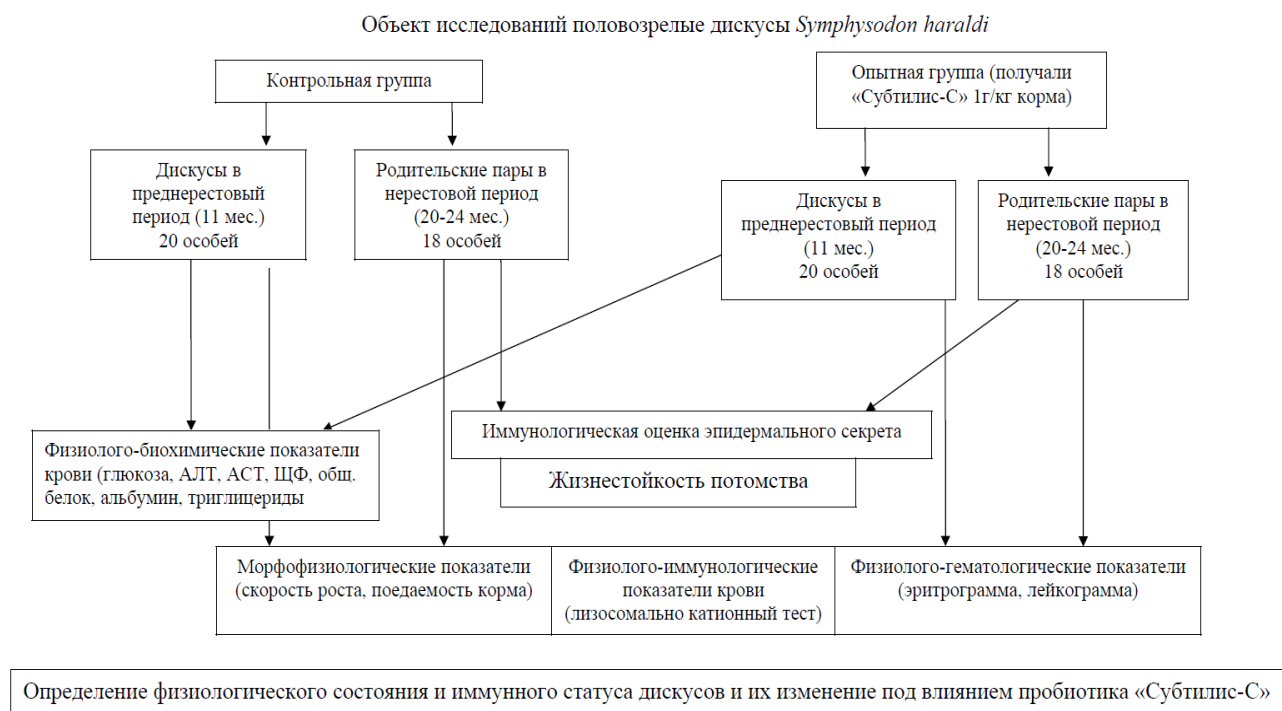 Объект исследований половозрелые дискусы Symphysodon haraldi
Контрольная группа
Опытная группа (получали
«Субтилис-С» 1г/кг корма)
Дискусы в
преднерестовый
период (11 мес.)
20 особей
Родительские пары в
нерестовой период
(20-24 мес.)
18 особей
Дискусы в
преднерестовый период
(11 мес.)
20 особей
Родительские пары в
нерестовой период
(20-24 мес.)
18 особей
Физиолого-биохимические показатели
крови (глюкоза, АЛТ, АСТ, ЩФ, общ.
белок, альбумин, триглицериды
Иммунологическая оценка эпидермального секрета
Жизнестойкость потомства
Морфофизиологические показатели
(скорость роста, поедаемость корма)
Физиолого-иммунологические
показатели крови
(лизосомально катионный тест)
Физиолого-гематологические показатели
(эритрограмма, лейкограмма)
Определение физиологического состояния и иммунного статуса дискусов и их изменение под влиянием пробиотика «Субтилис-С»